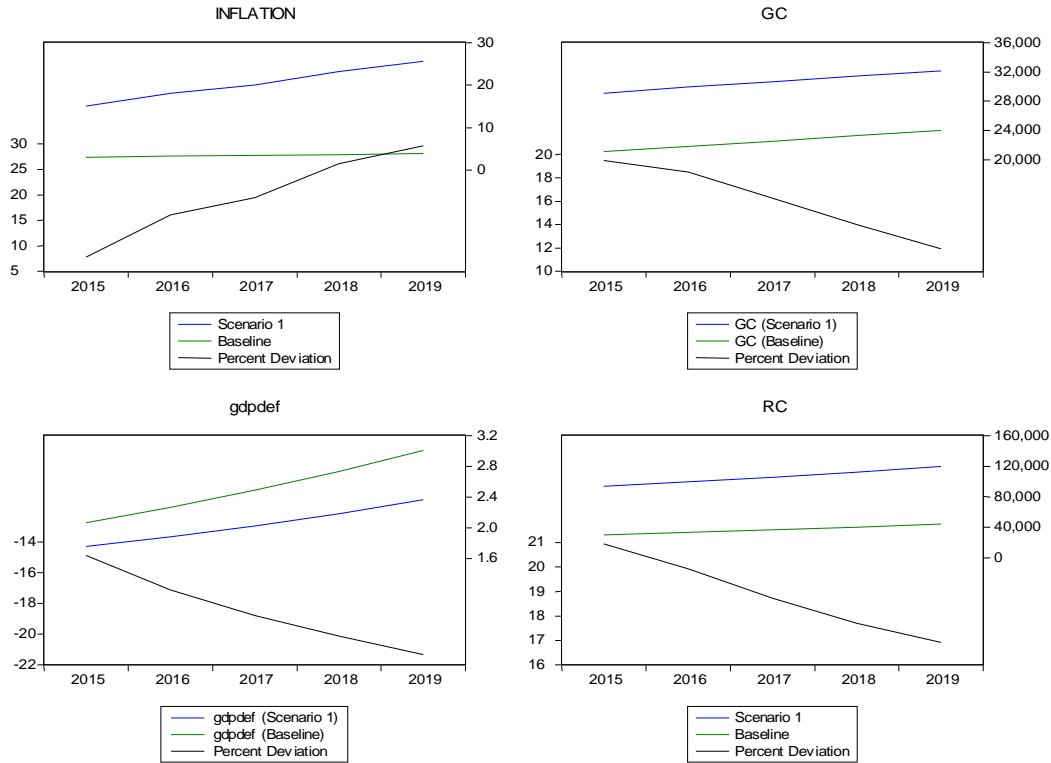 INFLATION
30
20
10
0
30
25
20
15
10
5
2015 2016 2017 2018 2019
Scenario 1
Baseline
Percent Deviation
GC
36,000
32,000
28,000
24,000
20,000
20
18
16
14
12
10
2015 2016 2017 2018 2019
GC (Scenario 1)
GC (Baseline)
Percent Deviation
gdpdef
3.2
2.8
2.4
2.0
1.6
-14
-16
-18
-20
-22
2015 2016 2017 2018 2019
gdpdef (Scenario 1)
gdpdef (Baseline)
Percent Deviation
RC
160,000
120,000
80,000
40,000
0
21
20
19
18
17
16
2015 2016 2017 2018 2019
Scenario 1
Baseline
Percent Deviation